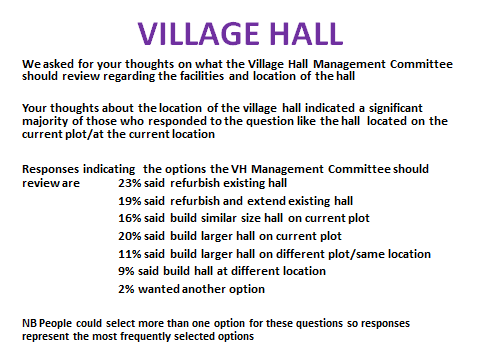 VILLAGE HALL
We asked for your thoughts on what the Village Hall Management Committee
should review regarding the facilities and location of the hall
Your thoughts about the location of the village hall indicated a significant
majority of those who responded to the question like the hall located on the
current plot/at the current location
Responses indicating the options the VH Management Committee should
review are 23% said refurbish existing hall
19% said refurbish and extend existing hall
16% said build similar size hall on current plot
20% said build larger hall on current plot
11% said build larger hall on different plot/same location
9% said build hall at different location
2% wanted another option
NB People could select more than one option for these questions so responses
represent the most frequently selected options